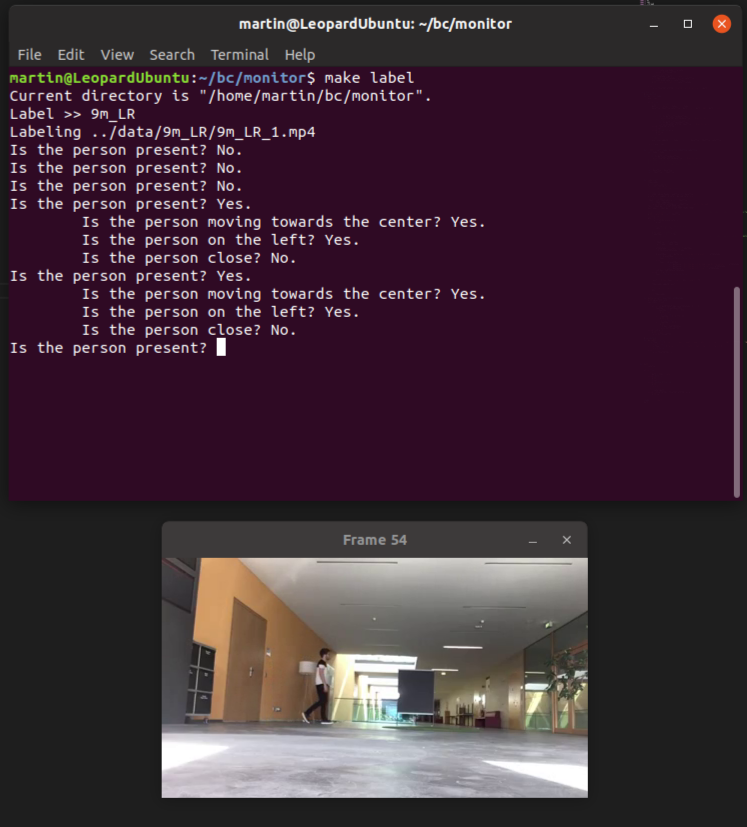 martin@LeopardUbuntu: ~/bc/monitor
File Edit View Search Terminal Help
martin@LeopardUbuntu:~/bc/monitor$ make label
Current directory is "/home/martin/bc/monitor".
Label >> 9m_LR
Labeling ../data/9m_LR/9m_LR_1.mp4
Is the person present? No.
Is the person present? No.
Is the person present? No.
Is the person present? Yes.
Is the person moving towards the center? Yes.
Is the person on the left? Yes.
Is the person close? No.
Is the person present? Yes.
Is the person moving towards the center? Yes.
Is the person on the left? Yes.
Is the person close? No.
Is the person present?
Frame 54